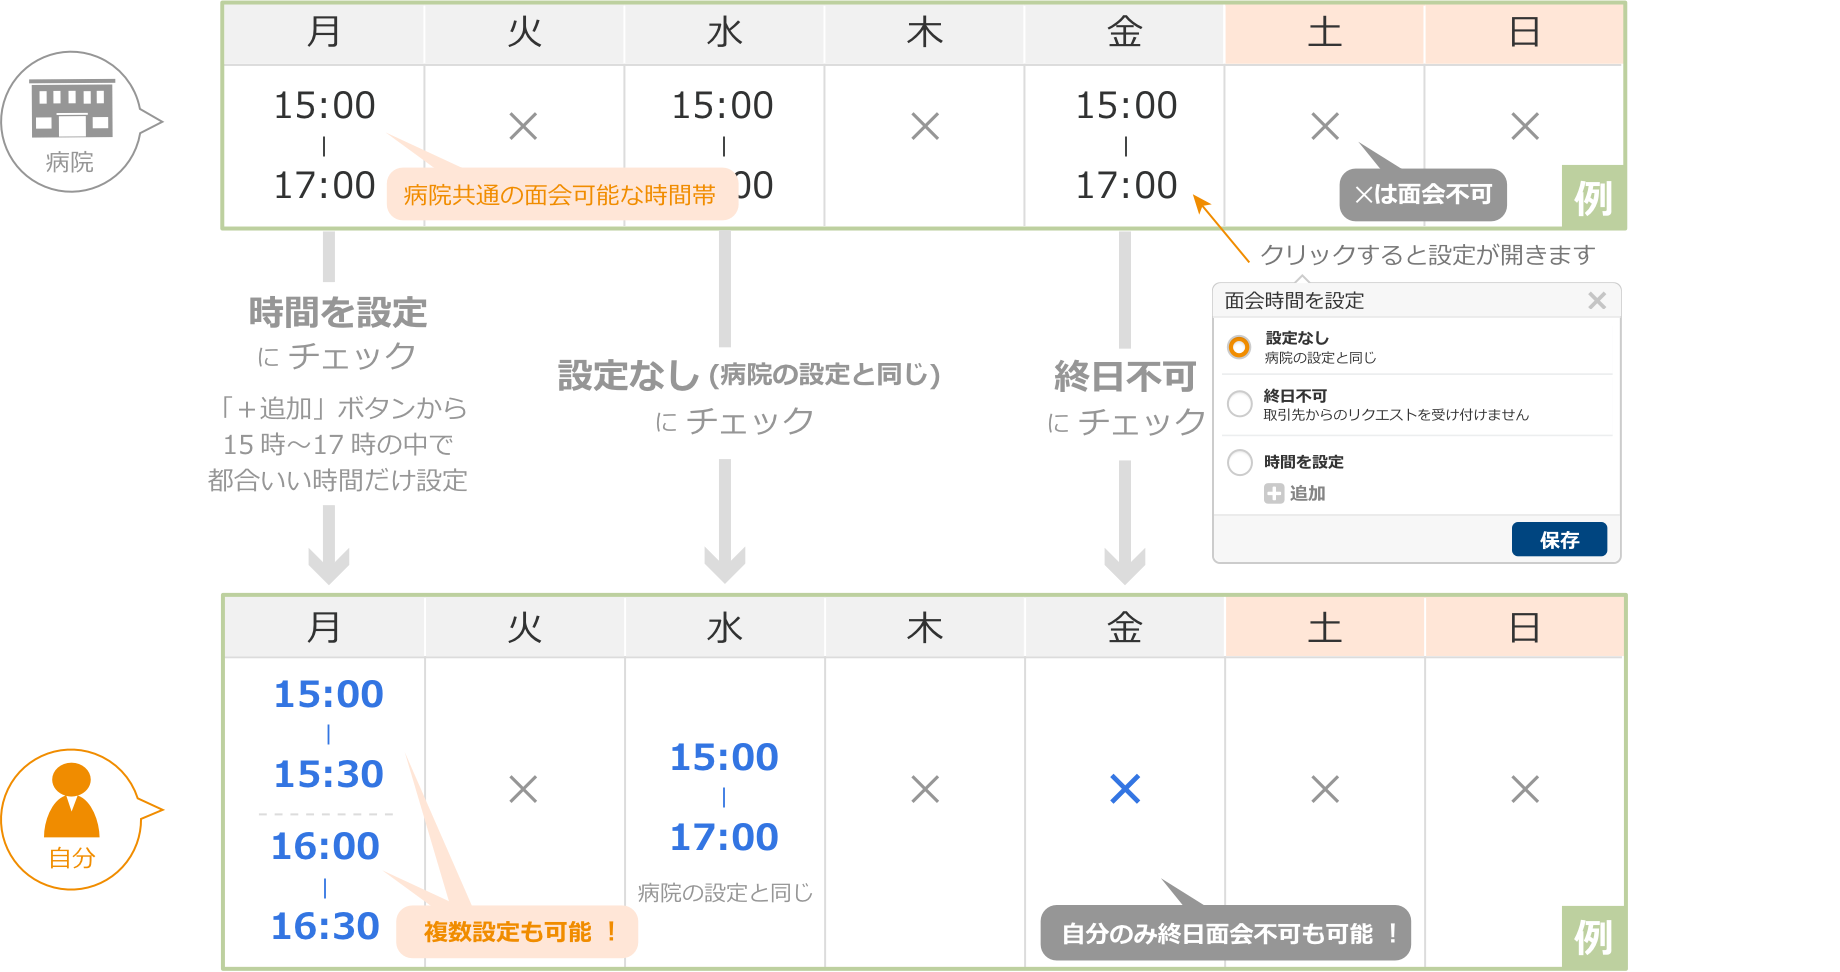 月 火 水 木 金 土 日
15:00 15:00 15:00
× × × ×
17:00 :00 17:00
病院
病院共通の面会可能な時間帯
×は面会不可
例
クリックすると設定が開きます
時間を設定
に チェック
「＋追加」ボタンから
15時～17時の中で
都合いい時間だけ設定
設定なし (病院の設定と同じ)
に チェック
終日不可
に チェック
面会時間を設定 ×
設定なし
病院の設定と同じ
終日不可
取引先からのリクエストを受け付けません
時間を設定
追加
保存
月 火 水 木 金 土 日
15:00
|
15:30
16:00
|
16:30
×
15:00
|
17:00
病院の設定と同じ
× × × ×
自分
複数設定も可能 ！
自分のみ終日面会不可も可能 ！
例